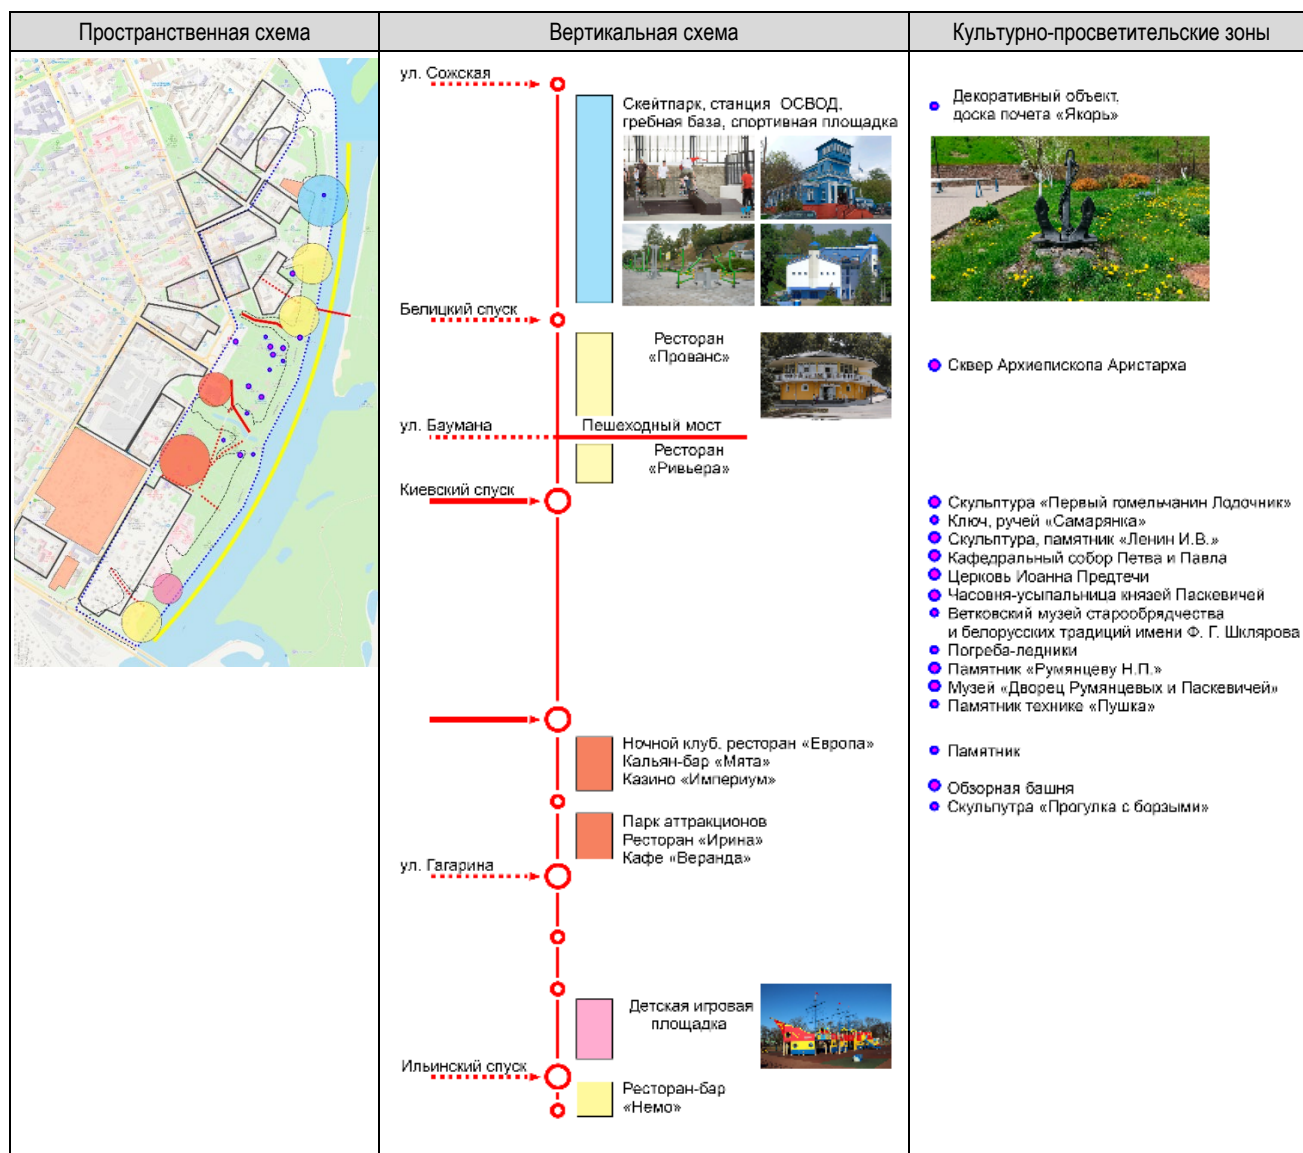 Пространственная схема
Вертикальная схема
Культурно-просветительские зоны
ул. Сожская
Скейтпарк, станция ОСВОД,
гребная база, спортивная площадка
Белицкий спуск
Ресторан
«Прованс»
ул. Баумана
Пешеходный мост
Ресторан
«Ривьера»
Киевский спуск
Ночной клуб, ресторан «Европа»
Кальян-бар «Мята»
Казино «Империум»
Парк аттракционов
Ресторан «Ирина»
Кафе «Веранда»
ул. Гагарина
Детская игровая
площадка
Ильинский спуск
Ресторан-бар
«Немо»
Декоративный объект,
доска почета «Якорь»
Сквер Архиепископа Аристарха
Скульптура «Первый гомельчанин Лодочник»
Ключ, ручей «Самарянка»
Скульптура, памятник «Ленин И.В.»
Кафедральный собор Петва и Павла
Церковь Иоанна Предтечи
Часовня-усыпальница князей Паскевичей
Ветковский музей старообрядчества
и белорусских традиций имени Ф. Г. Шклярова
Погреба-ледники
Памятник «Румянцеву Н.П.»
Музей «Дворец Румянцевых и Паскевичей»
Памятник технике «Пушка»
Памятник
Обзорная башня
Скульпутра «Прогулка с борзыми»